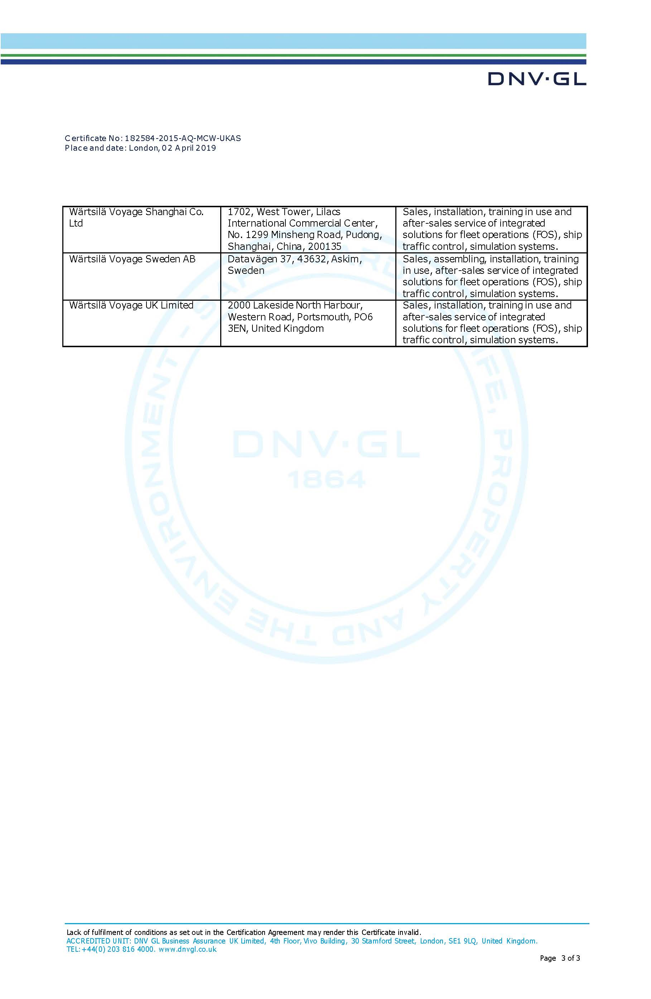 DNV·GL
Certificate No: 182584-2015-AQ-MCW-UKAS
Place and date: London, 02 April 2019
Wärtsilä Voyage Shanghai Co.
Ltd
1702, West Tower, Lilacs
International Commercial Center,
No. 1299 Minsheng Road, Pudong,
Shanghai, China, 200135
Sales, installation, training in use and
after-sales service of integrated
solutions for fleet operations (FOS), ship
traffic control, simulation systems.
Wärtsilä Voyage Sweden AB
Datavägen 37, 43632, Askim,
Sweden
Sales, assembling, installation, training
in use, after-sales service of integrated
solutions for fleet operations (FOS), ship
traffic control, simulation systems.
Wärtsilä Voyage UK Limited
2000 Lakeside North Harbour,
Western Road, Portsmouth, PO6
3EN, United Kingdom
Sales, installation, training in use and
after-sales service of integrated
solutions for fleet operations (FOS), ship
traffic control, simulation systems.
SAFEGUARDING LIFE, PROPERTY AND THE ENVIRONMENT -
DNV·GL
1864
Lack of fulfilment of conditions as set out in the Certification Agreement may render this Certificate invalid.
ACCREDITED UNIT: DNV GL Business Assurance UK Limited, 4th Floor, Vivo Building, 30 Stamford Street, London, SE1 9LQ, United Kingdom.
TEL: +44(0) 203 816 4000. www.dnvgl.co.uk
Page 3 of 3